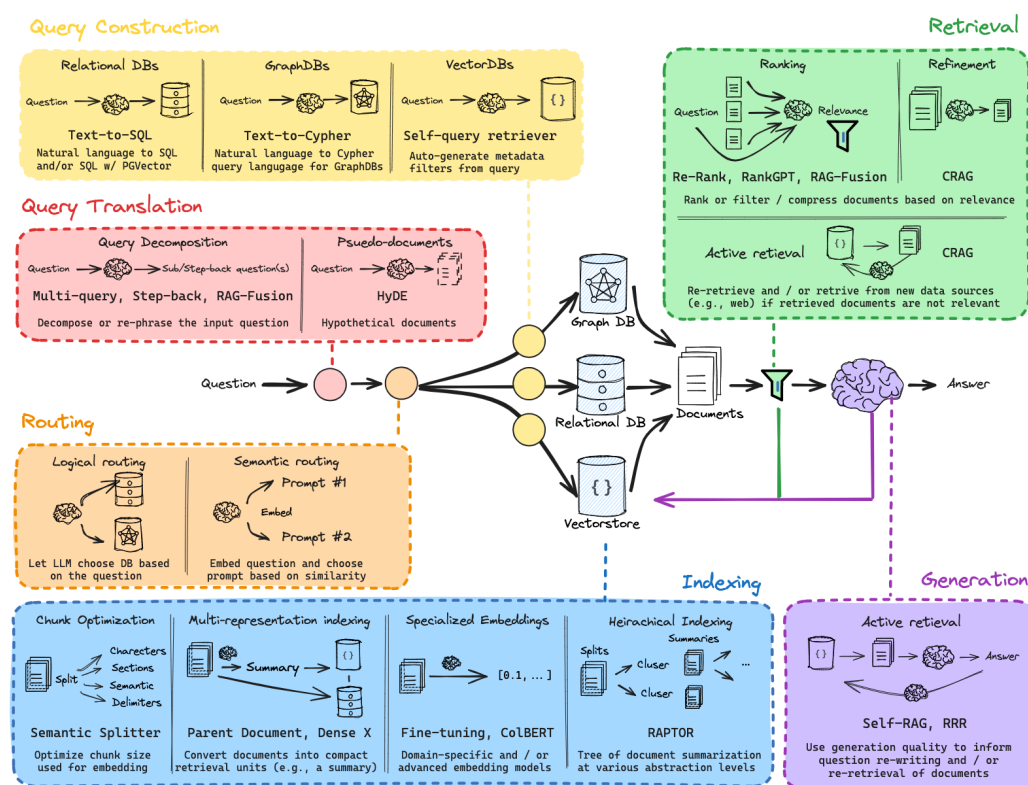 Query Construction
Relational DBs
Question
Text-to-SQL
Natural language to SQL
and/or SQL w/ PGVector
GraphDBs
Question
Text-to-Cypher
Natural language to Cypher
query langugage for GraphDBs
VectorDBs
Question
{}
Self-query retriever
Auto-generate metadata
filters from query
Retrieval
Ranking
Question
Relevance
Re-Rank, RankGPT, RAG-Fusion
Refinement
CRAG
Rank or filter / compress documents based on relevance
Active retrieval
{}
CRAG
Re-retrieve and / or retrive from new data sources
(e.g., web) if retrieved documents are not relevant
Query Translation
Query Decomposition
Question
Sub/Step-back question(s)
Multi-query, Step-back, RAG-Fusion
Decompose or re-phrase the input question
Psuedo-documents
Question
HyDE
Hypothetical documents
Question
Graph DB
Relational DB
{}
Vectorstore
Documents
Answer
Routing
Logical routing
Let LLM choose DB based
on the question
Semantic routing
Prompt #1
Embed
Prompt #2
Embed question and choose
prompt based on similarity
Indexing
Chunk Optimization
Split
Charecters
Sections
Semantic
Delimiters
Semantic Splitter
Optimize chunk size
used for embedding
Multi-representation indexing
Summary
{}
Parent Document, Dense X
Convert documents into compact
retrieval units (e.g., a summary)
Specialized Embeddings
[0.1, ...]
Fine-tuning, ColBERT
Domain-specific and / or
advanced embedding models
Heirachical Indexing
Summaries
Splits
Cluser
...
Cluser
RAPTOR
Tree of document summarization
at various abstraction levels
Generation
Active retieval
{}
Answer
Self-RAG, RRR
Use generation quality to inform
question re-writing and / or
re-retrieval of documents